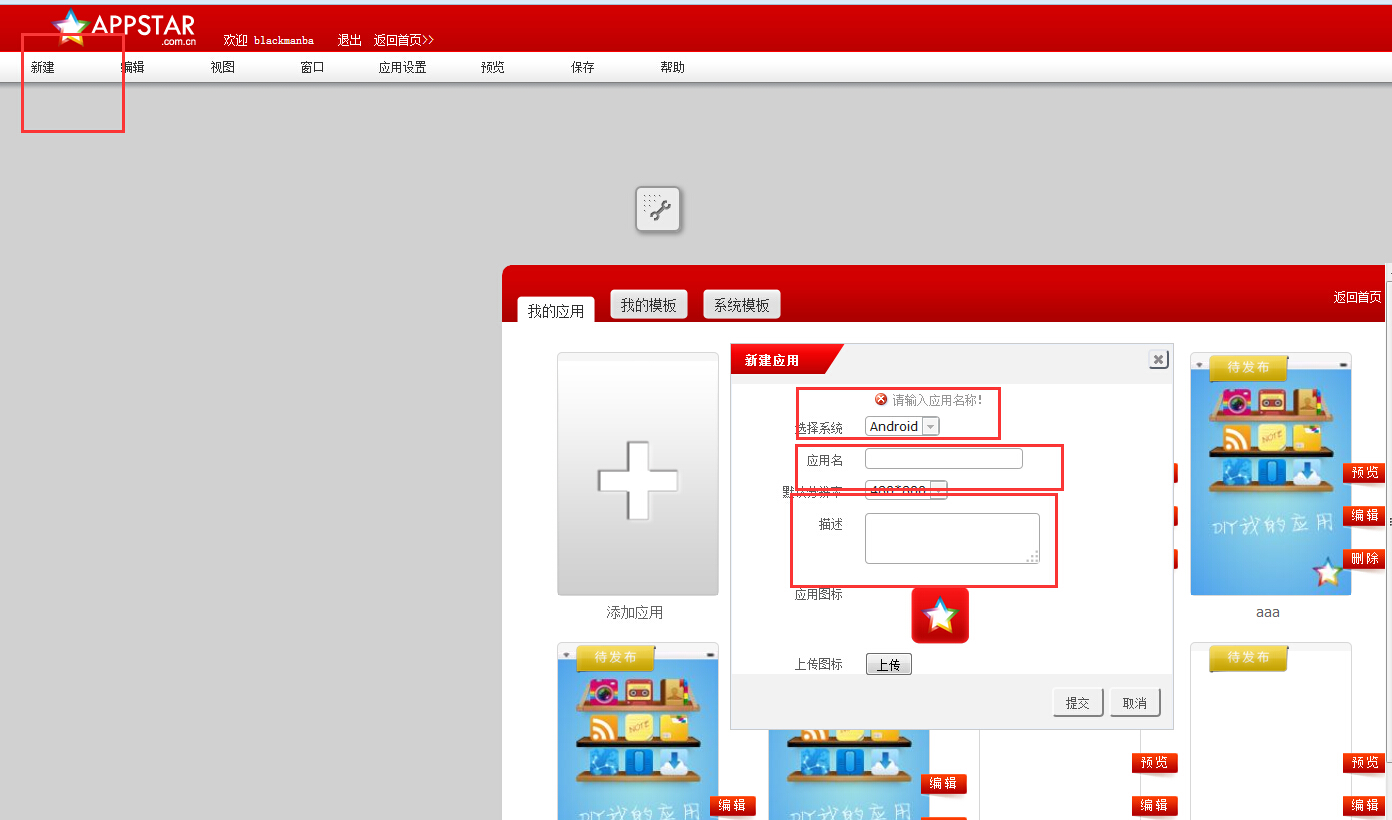 APPSTAR
.com.cn
欢迎 blackmanba 退出 返回首页>>
新建 编辑 视图 窗口 应用设置 预览 保存 帮助
返回首页
我的应用 我的模板 系统模板
新建应用
待发布
请输入应用名称!
选择系统 Android
应用名
默认分辨率 480*800
预览
描述
编辑
NOTE
DIY我的应用
删除
应用图标
添加应用
aaa
上传图标 上传
待发布
待发布
提交 取消
NOTE
预览
预览
编辑
编辑
编辑
编辑
DIY我的应用
DIY我的应用